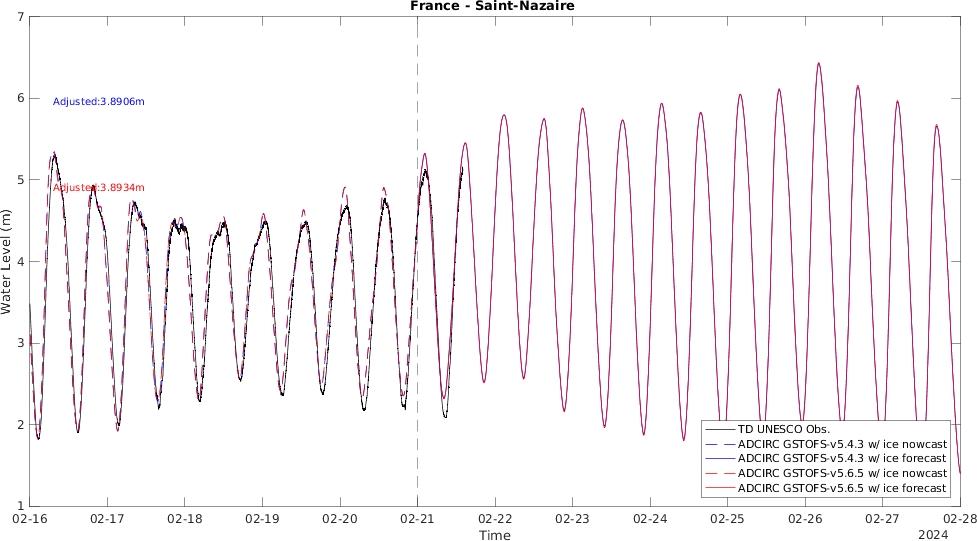 France - Saint-Nazaire
Water Level (m)
7
6
5
4
3
2
1
Adjusted:3.8906m
Adjusted:3.8934m
TD UNESCO Obs.
ADCIRC GSTOFS-v5.4.3 w/ ice nowcast
ADCIRC GSTOFS-v5.4.3 w/ ice forecast
ADCIRC GSTOFS-v5.6.5 w/ ice nowcast
ADCIRC GSTOFS-v5.6.5 w/ ice forecast
02-16 02-17 02-18 02-19 02-20 02-21 02-22 02-23 02-24 02-25 02-26 02-27 02-28
Time
2024